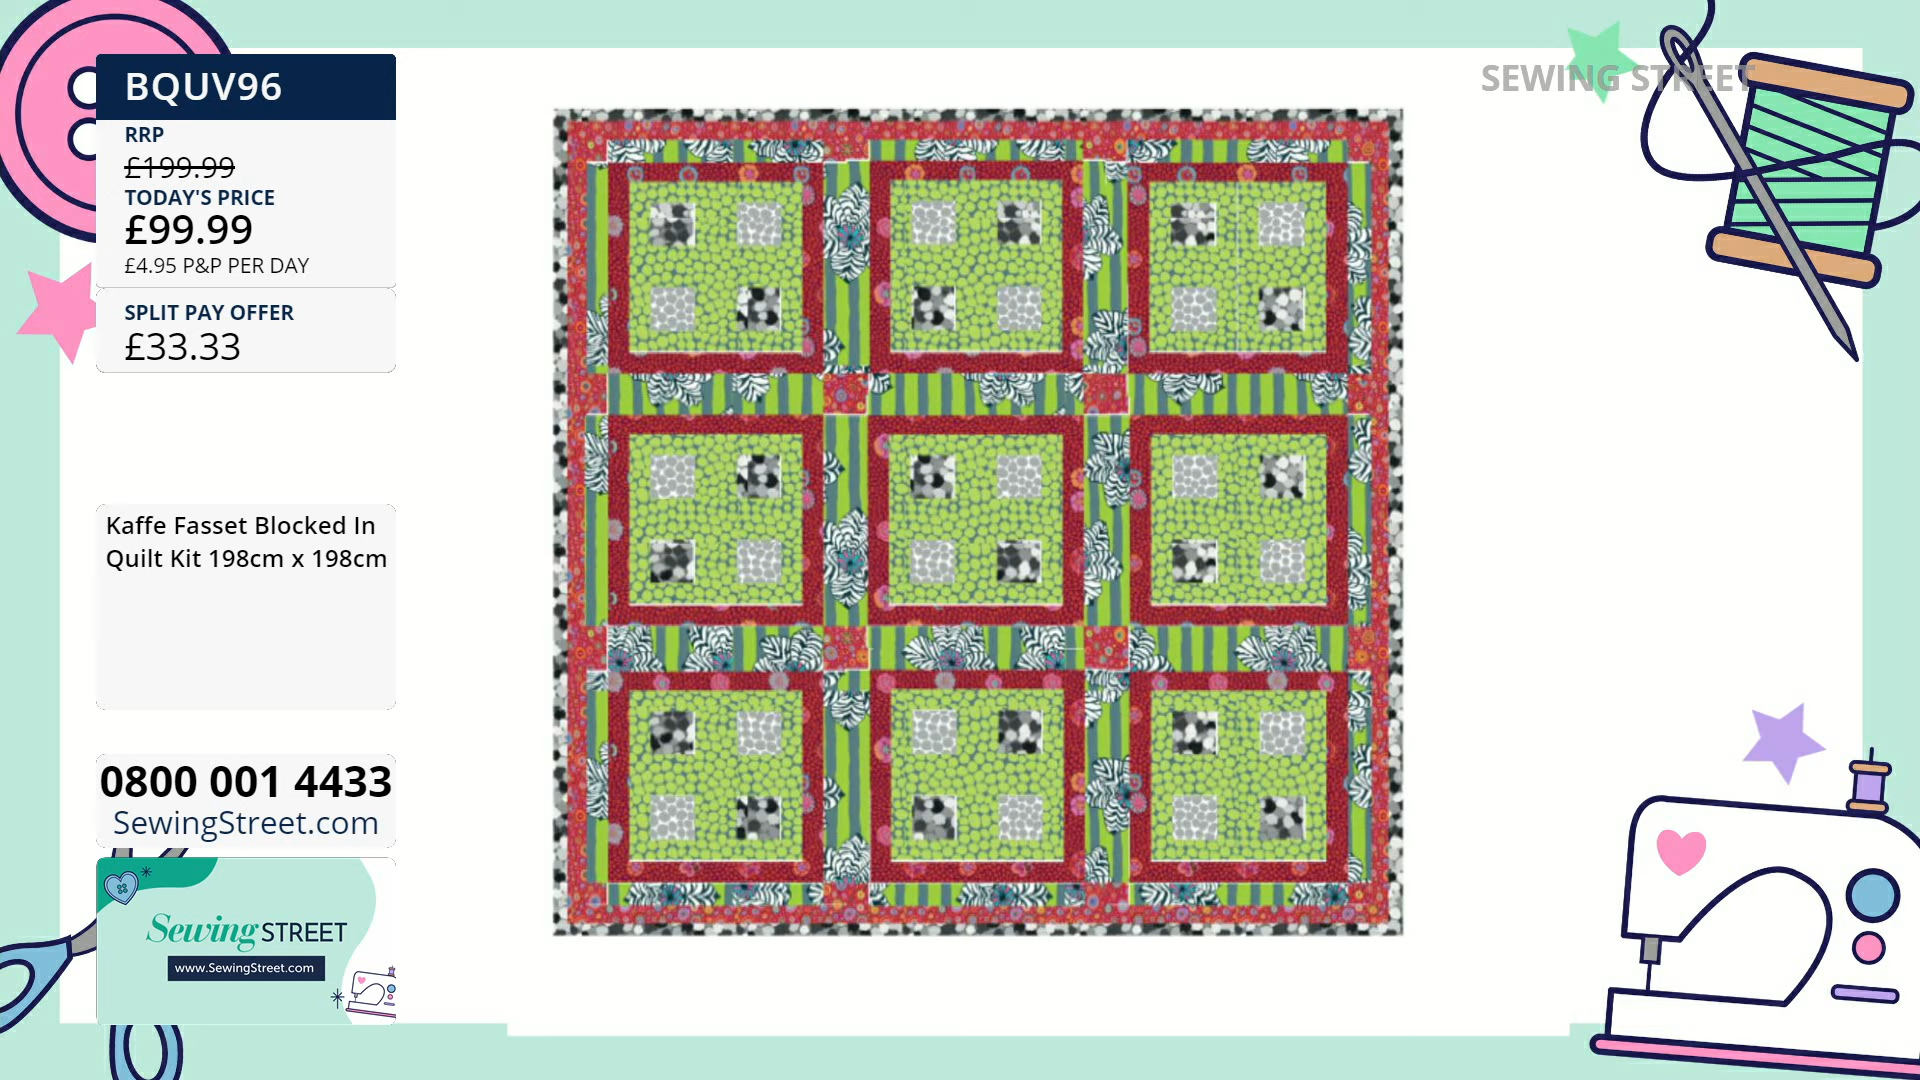 BQUV96
RRP
£199.99
TODAY'S PRICE
£99.99
£4.95 P&P PER DAY
SPLIT PAY OFFER
£33.33
Kaffe Fasset Blocked In
Quilt Kit 198cm x 198cm
0800 001 4433
SewingStreet.com
Sewing STREET
www.SewingStreet.com
SEWING STREET